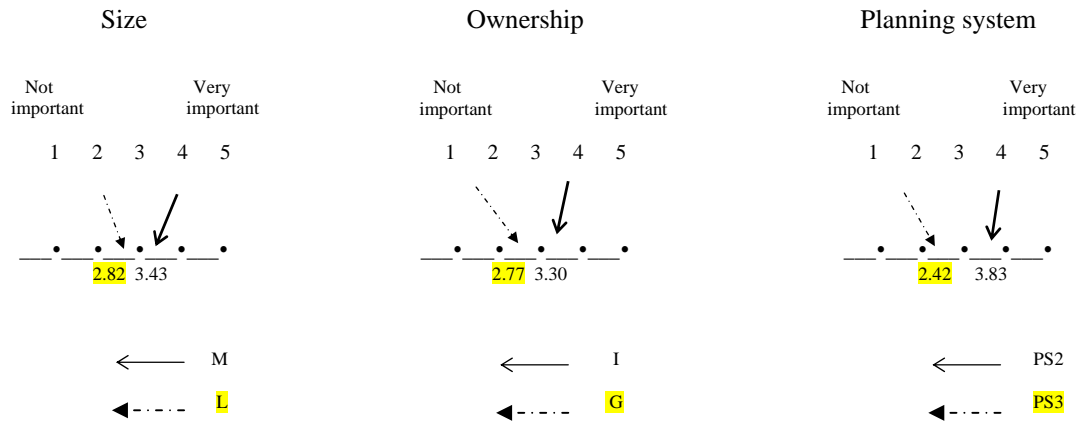 Size Ownership Planning system
Not Very Not Very Not Very
important important important important important important
1 2 3 4 5 1 2 3 4 5 1 2 3 4 5
2.82 3.43 2.77 3.30 2.42 3.83
M I PS2
L G PS3